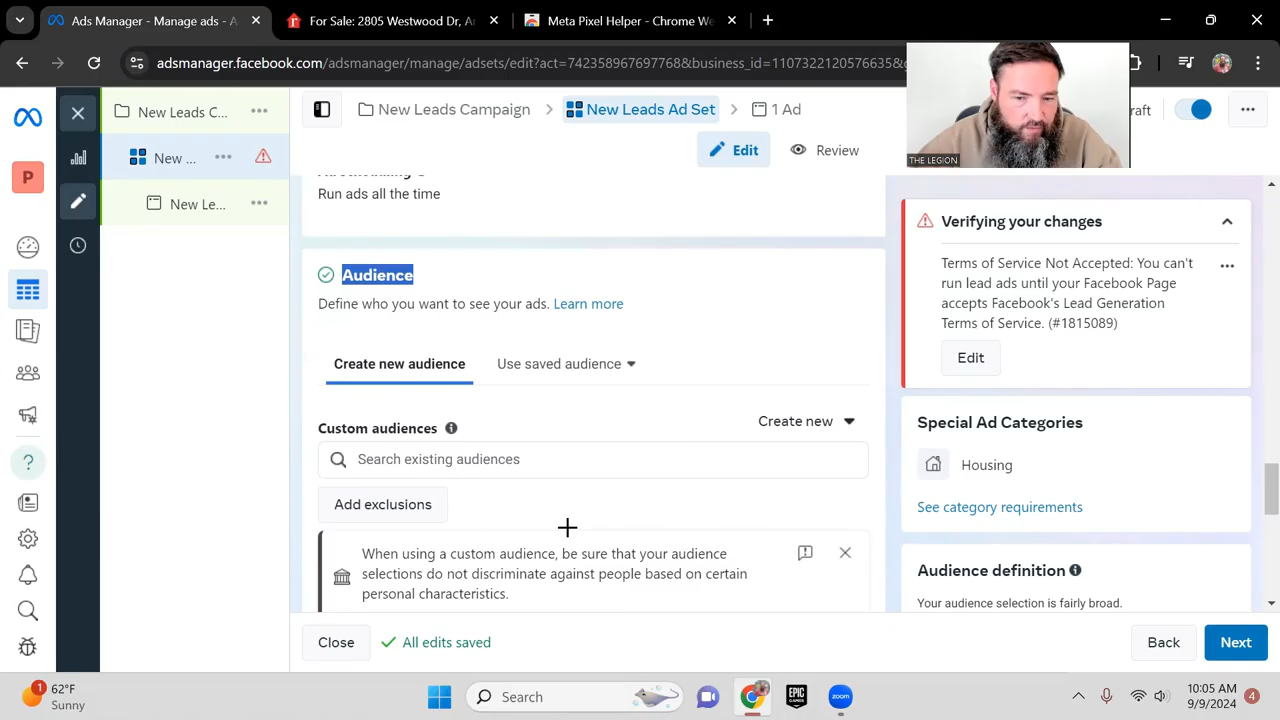 Ads Manager - Manage ads - A
For Sale: 2805 Westwood Dr, Ar
Meta Pixel Helper - Chrome We
adsmanager.facebook.com/adsmanager/manage/adsets/edit?act=742358967697768&business_id=1107322120576635&
New Leads C...
New ...
New Le...
P
New Leads Campaign
New Leads Ad Set
1 Ad
raft
Edit
Review
THE LEGION
Run ads all the time
Audience
Define who you want to see your ads. Learn more
Create new audience
Use saved audience
Custom audiences
Create new
Search existing audiences
Add exclusions
When using a custom audience, be sure that your audience
selections do not discriminate against people based on certain
personal characteristics.
Verifying your changes
Terms of Service Not Accepted: You can't
run lead ads until your Facebook Page
accepts Facebook's Lead Generation
Terms of Service. (#1815089)
Edit
Special Ad Categories
Housing
See category requirements
Audience definition
Your audience selection is fairly broad.
Close
All edits saved
Back
Next
1
62°F
Sunny
Search
EPIC
GAMES
zoom
10:05 AM
9/9/2024
4